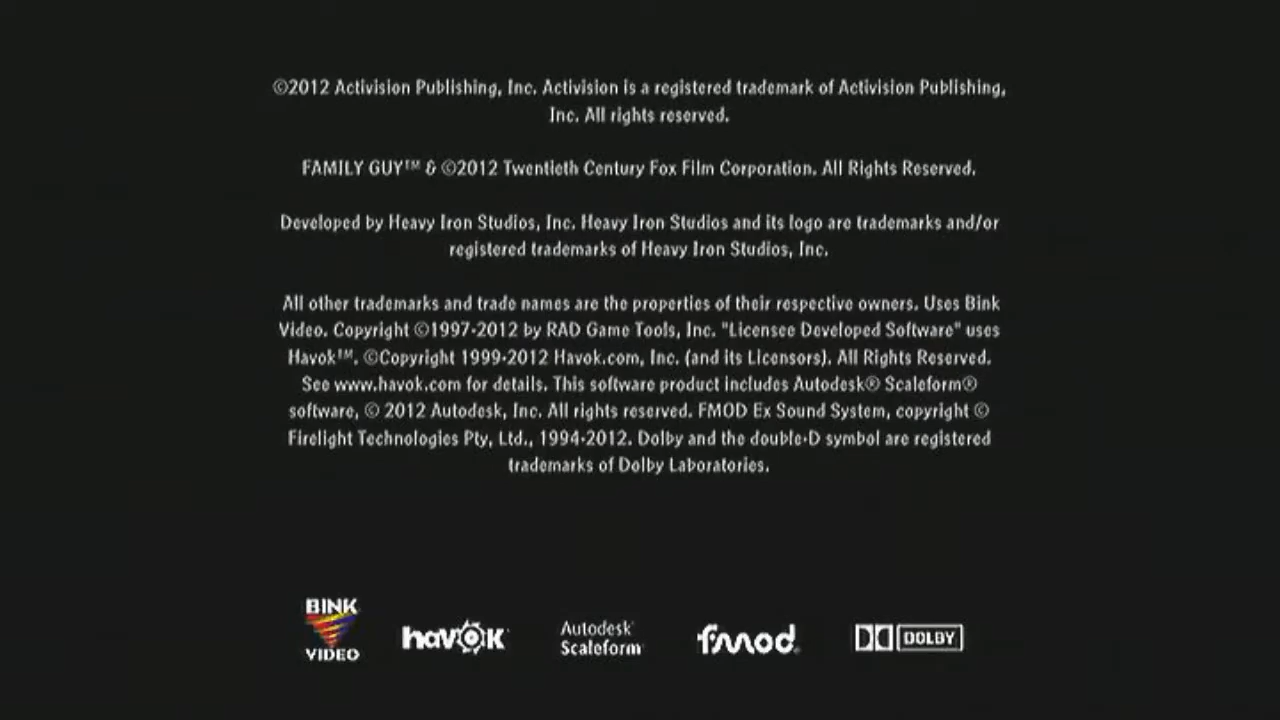 ©2012 Activision Publishing, Inc. Activision is a registered trademark of Activision Publishing,
Inc. All rights reserved.
FAMILY GUY™ & ©2012 Twentieth Century Fox Film Corporation. All Rights Reserved.
Developed by Heavy Iron Studios, Inc. Heavy Iron Studios and its logo are trademarks and/or
registered trademarks of Heavy Iron Studios, Inc.
All other trademarks and trade names are the properties of their respective owners. Uses Bink
Video. Copyright ©1997-2012 by RAD Game Tools, Inc. "Licensee Developed Software" uses
Havok™. ©Copyright 1999-2012 Havok.com, Inc. (and its Licensors). All Rights Reserved.
See www.havok.com for details. This software product includes Autodesk® Scaleform®
software, © 2012 Autodesk, Inc. All rights reserved. FMOD Ex Sound System, copyright ©
Firelight Technologies Pty, Ltd., 1994-2012. Dolby and the double-D symbol are registered
trademarks of Dolby Laboratories.
BINK
VIDEO
havok
Autodesk
Scaleform
fmod
DOLBY